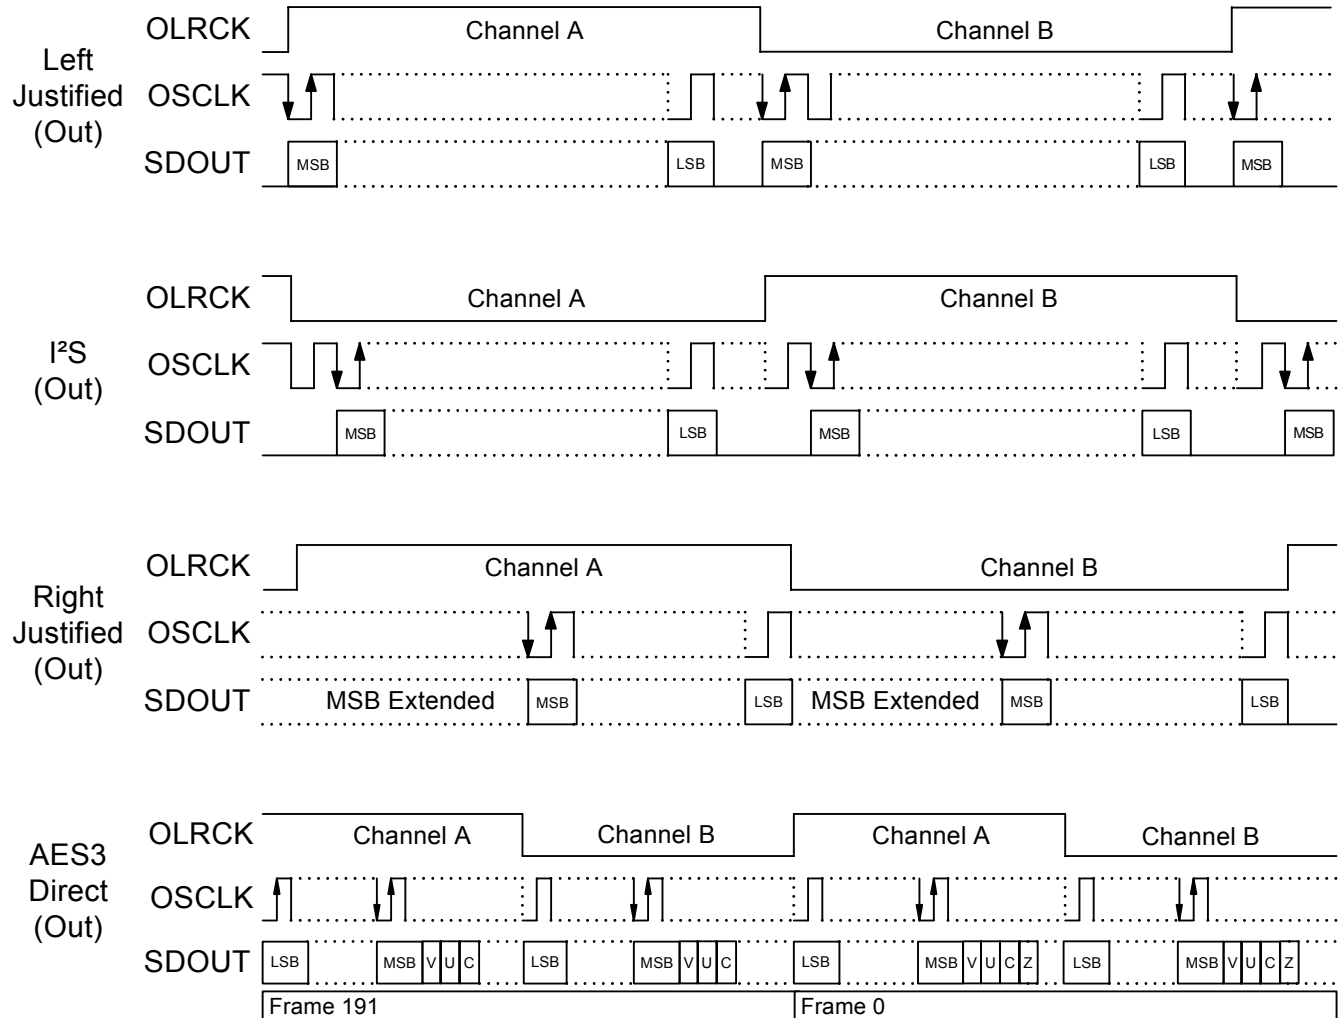 Left
Justified
(Out)
OLRCK
Channel A
Channel B
OSCLK
SDOUT
MSB
LSB
MSB
LSB
MSB
I²S
(Out)
OLRCK
Channel A
Channel B
OSCLK
SDOUT
MSB
LSB
MSB
LSB
MSB
Right
Justified
(Out)
OLRCK
Channel A
Channel B
OSCLK
SDOUT
MSB Extended
MSB
LSB
MSB Extended
MSB
LSB
AES3
Direct
(Out)
OLRCK
Channel A
Channel B
Channel A
Channel B
OSCLK
SDOUT
LSB
MSB V U C
LSB
MSB V U C
LSB
MSB V U C Z
LSB
MSB V U C Z
Frame 191
Frame 0